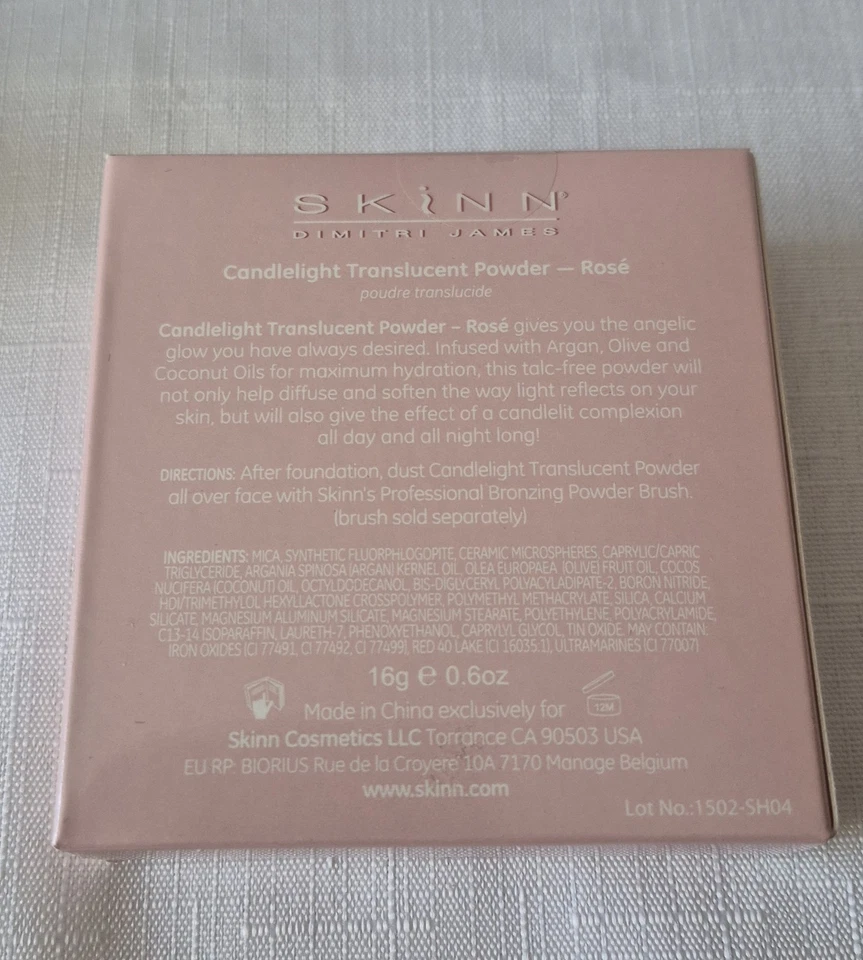 SKiNN®
DIMITRI JAMES
Candlelight Translucent Powder — Rosé
poudre translucide
Candlelight Translucent Powder – Rosé gives you the angelic
glow you have always desired. Infused with Argan, Olive and
Coconut Oils for maximum hydration, this talc-free powder will
not only help diffuse and soften the way light reflects on your
skin, but will also give the effect of a candlelit complexion
all day and all night long!
DIRECTIONS: After foundation, dust Candlelight Translucent Powder
all over face with Skinn's Professional Bronzing Powder Brush.
(brush sold separately)
INGREDIENTS: MICA, SYNTHETIC FLUORPHLOGOPITE, CERAMIC MICROSPHERES, CAPRYLIC/CAPRIC
TRIGLYCERIDE, ARGANIA SPINOSA (ARGAN) KERNEL OIL, OLEA EUROPAEA (OLIVE) FRUIT OIL, COCOS
NUCIFERA (COCONUT) OIL, OCTYLDODECANOL, BIS-DIGLYCERYL POLYACYLADIPATE-2, BORON NITRIDE,
HDI/TRIMETHYLOL HEXYLLACTONE CROSSPOLYMER, POLYMETHYL METHACRYLATE, SILICA, CALCIUM
SILICATE, MAGNESIUM ALUMINUM SILICATE, MAGNESIUM STEARATE, POLYETHYLENE, POLYACRYLAMIDE,
C13-14 ISOPARAFFIN, LAURETH-7, PHENOXYETHANOL, CAPRYLYL GLYCOL, TIN OXIDE. MAY CONTAIN:
IRON OXIDES (CI 77491, CI 77492, CI 77499), RED 40 LAKE (CI 16035:1), ULTRAMARINES (CI 77007)
16g ℮ 0.6oz
12M
Made in China exclusively for
Skinn Cosmetics LLC Torrance CA 90503 USA
EU RP: BIORIUS Rue de la Croyere 10A 7170 Manage Belgium
www.skinn.com
Lot No.:1502-SH04